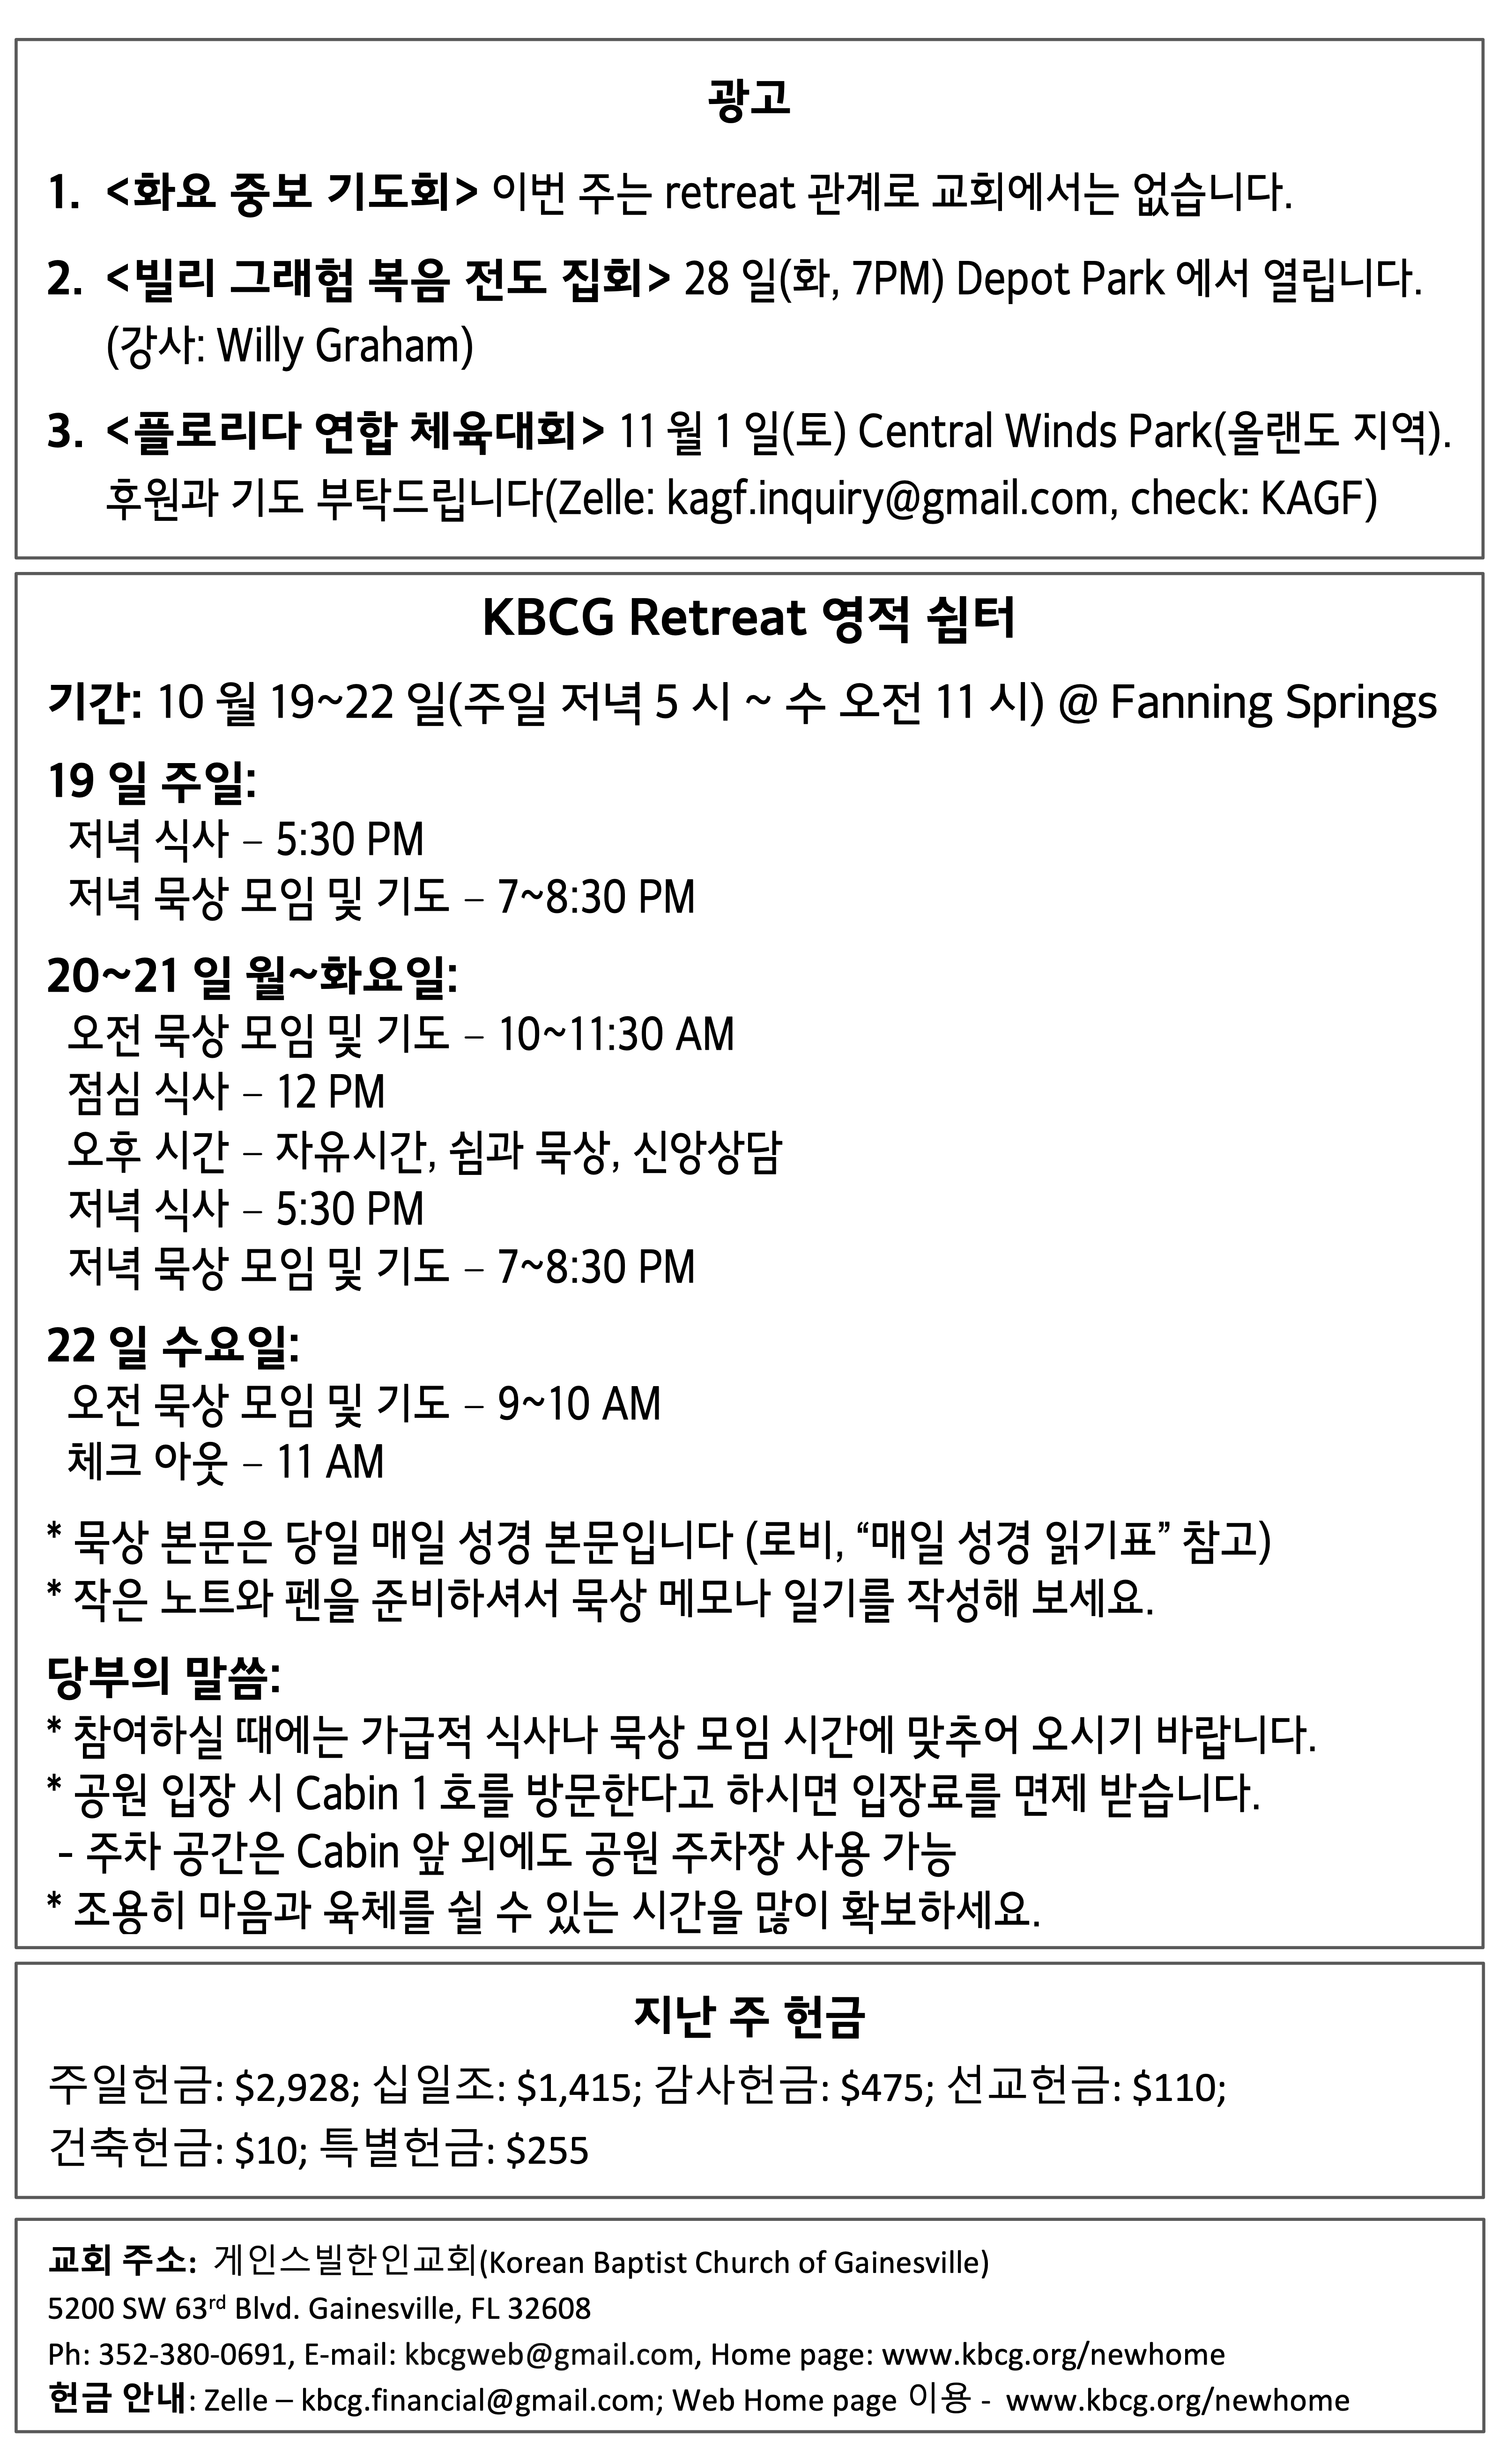 광고
1. <화요 중보 기도회> 이번 주는 retreat 관계로 교회에서는 없습니다.
2. <빌리 그래험 복음 전도 집회> 28 일(화, 7PM) Depot Park 에서 열립니다.
(강사: Willy Graham)
3. <플로리다 연합 체육대회> 11 월 1 일(토) Central Winds Park(올랜도 지역).
후원과 기도 부탁드립니다(Zelle: kagf.inquiry@gmail.com, check: KAGF)
KBCG Retreat 영적 쉼터
기간: 10 월 19~22 일(주일 저녁 5 시 ~ 수 오전 11 시) @ Fanning Springs
19 일 주일:
저녁 식사 – 5:30 PM
저녁 묵상 모임 및 기도 – 7~8:30 PM
20~21 일 월~화요일:
오전 묵상 모임 및 기도 – 10~11:30 AM
점심 식사 – 12 PM
오후 시간 – 자유시간, 쉼과 묵상, 신앙상담
저녁 식사 – 5:30 PM
저녁 묵상 모임 및 기도 – 7~8:30 PM
22 일 수요일:
오전 묵상 모임 및 기도 – 9~10 AM
체크 아웃 – 11 AM
* 묵상 본문은 당일 매일 성경 본문입니다 (로비, “매일 성경 읽기표” 참고)
* 작은 노트와 펜을 준비하셔서 묵상 메모나 일기를 작성해 보세요.
당부의 말씀:
* 참여하실 때에는 가급적 식사나 묵상 모임 시간에 맞추어 오시기 바랍니다.
* 공원 입장 시 Cabin 1 호를 방문한다고 하시면 입장료를 면제 받습니다.
- 주차 공간은 Cabin 앞 외에도 공원 주차장 사용 가능
* 조용히 마음과 육체를 쉴 수 있는 시간을 많이 확보하세요.
지난 주 헌금
주일헌금: $2,928; 십일조: $1,415; 감사헌금: $475; 선교헌금: $110;
건축헌금: $10; 특별헌금: $255
교회 주소: 게인스빌한인교회(Korean Baptist Church of Gainesville)
5200 SW 63rd Blvd. Gainesville, FL 32608
Ph: 352-380-0691, E-mail: kbcgweb@gmail.com, Home page: www.kbcg.org/newhome
헌금 안내: Zelle – kbcg.financial@gmail.com; Web Home page 이용 - www.kbcg.org/newhome